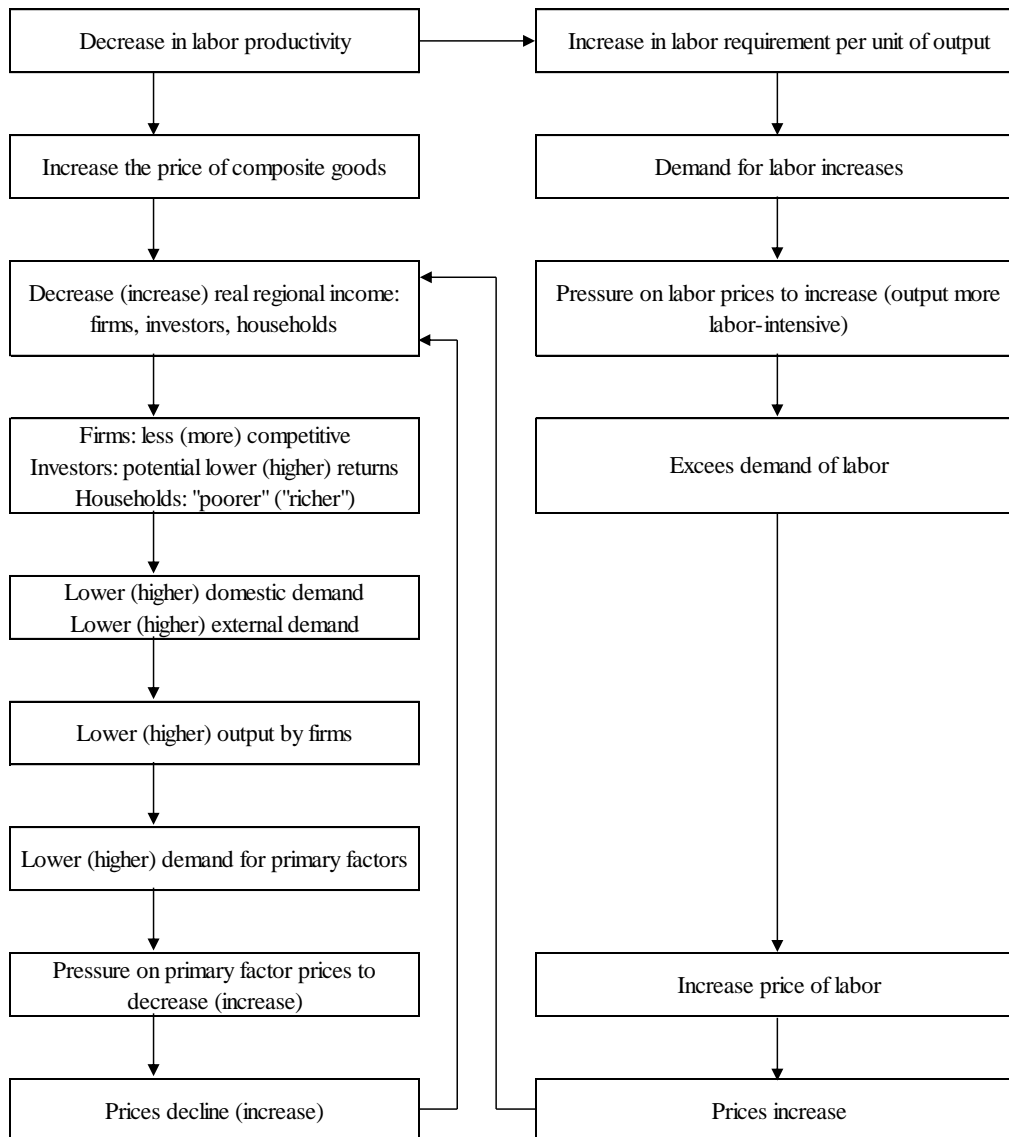 Decrease in labor productivity
Increase in labor requirement per unit of output
Increase the price of composite goods
Demand for labor increases
Decrease (increase) real regional income:
firms, investors, households
Pressure on labor prices to increase (output more
labor-intensive)
Firms: less (more) competitive
Investors: potential lower (higher) returns
Households: "poorer" ("richer")
Excees demand of labor
Lower (higher) domestic demand
Lower (higher) external demand
Lower (higher) output by firms
Lower (higher) demand for primary factors
Pressure on primary factor prices to
decrease (increase)
Increase price of labor
Prices decline (increase)
Prices increase